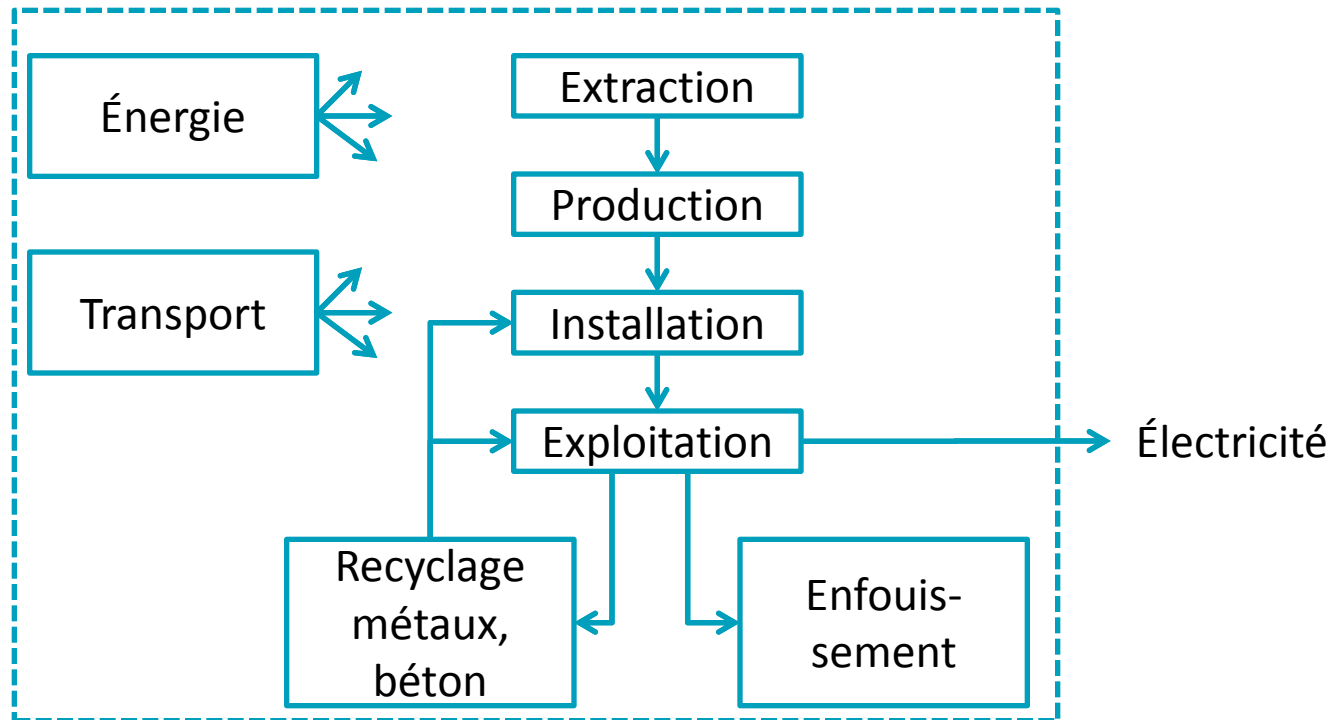 Énergie
Extraction
Production
Transport
Installation
Exploitation
Électricité
Recyclage
métaux,
béton
Enfouis-
sement